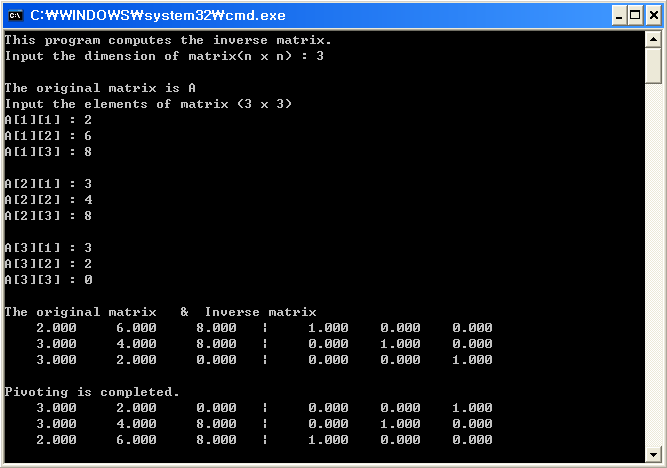 C:₩WINDOWS₩system32₩cmd.exe
This program computes the inverse matrix.
Input the dimension of matrix(n x n) : 3
The original matrix is A
Input the elements of matrix (3 x 3)
A[1][1] : 2
A[1][2] : 6
A[1][3] : 8
A[2][1] : 3
A[2][2] : 4
A[2][3] : 8
A[3][1] : 3
A[3][2] : 2
A[3][3] : 0
The original matrix & Inverse matrix
2.000 6.000 8.000 ¦ 1.000 0.000 0.000
3.000 4.000 8.000 ¦ 0.000 1.000 0.000
3.000 2.000 0.000 ¦ 0.000 0.000 1.000
Pivoting is completed.
3.000 2.000 0.000 ¦ 0.000 0.000 1.000
3.000 4.000 8.000 ¦ 0.000 1.000 0.000
2.000 6.000 8.000 ¦ 1.000 0.000 0.000